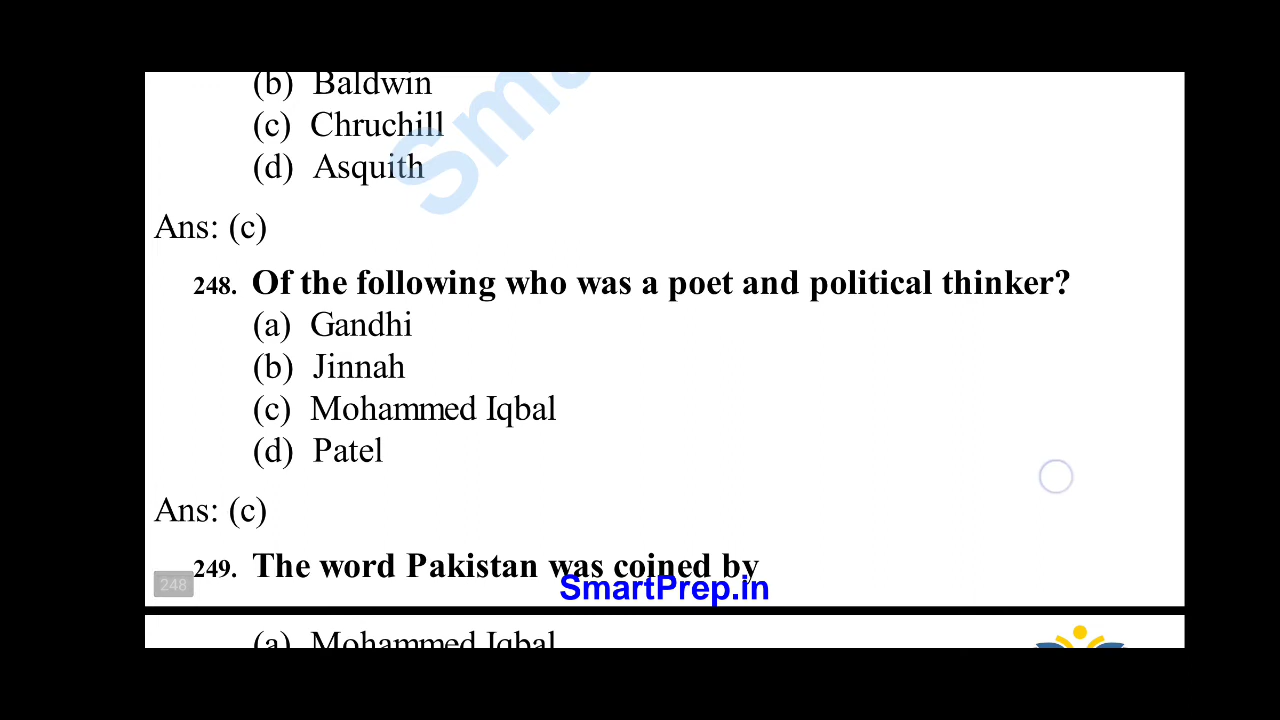 (b) Baldwin
(c) Chruchill
(d) Asquith
Ans: (c)
248. Of the following who was a poet and political thinker?
(a) Gandhi
(b) Jinnah
(c) Mohammed Iqbal
(d) Patel
Ans: (c)
249. The word Pakistan was coined by
248
SmartPrep.in
(a) Mohammed Iqbal
Sma